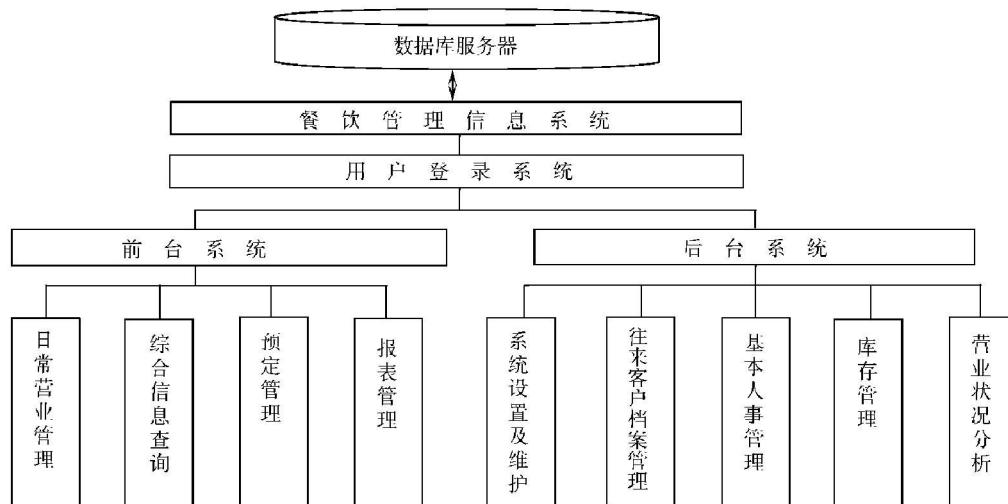 数据库服务器
餐饮管理信息系统
用户登录系统
前台系统
后台系统
日常营业管理
综合信息查询
预定管理
报表管理
系统设置及维护
往来客户档案管理
基本人事管理
库存管理
营业状况分析